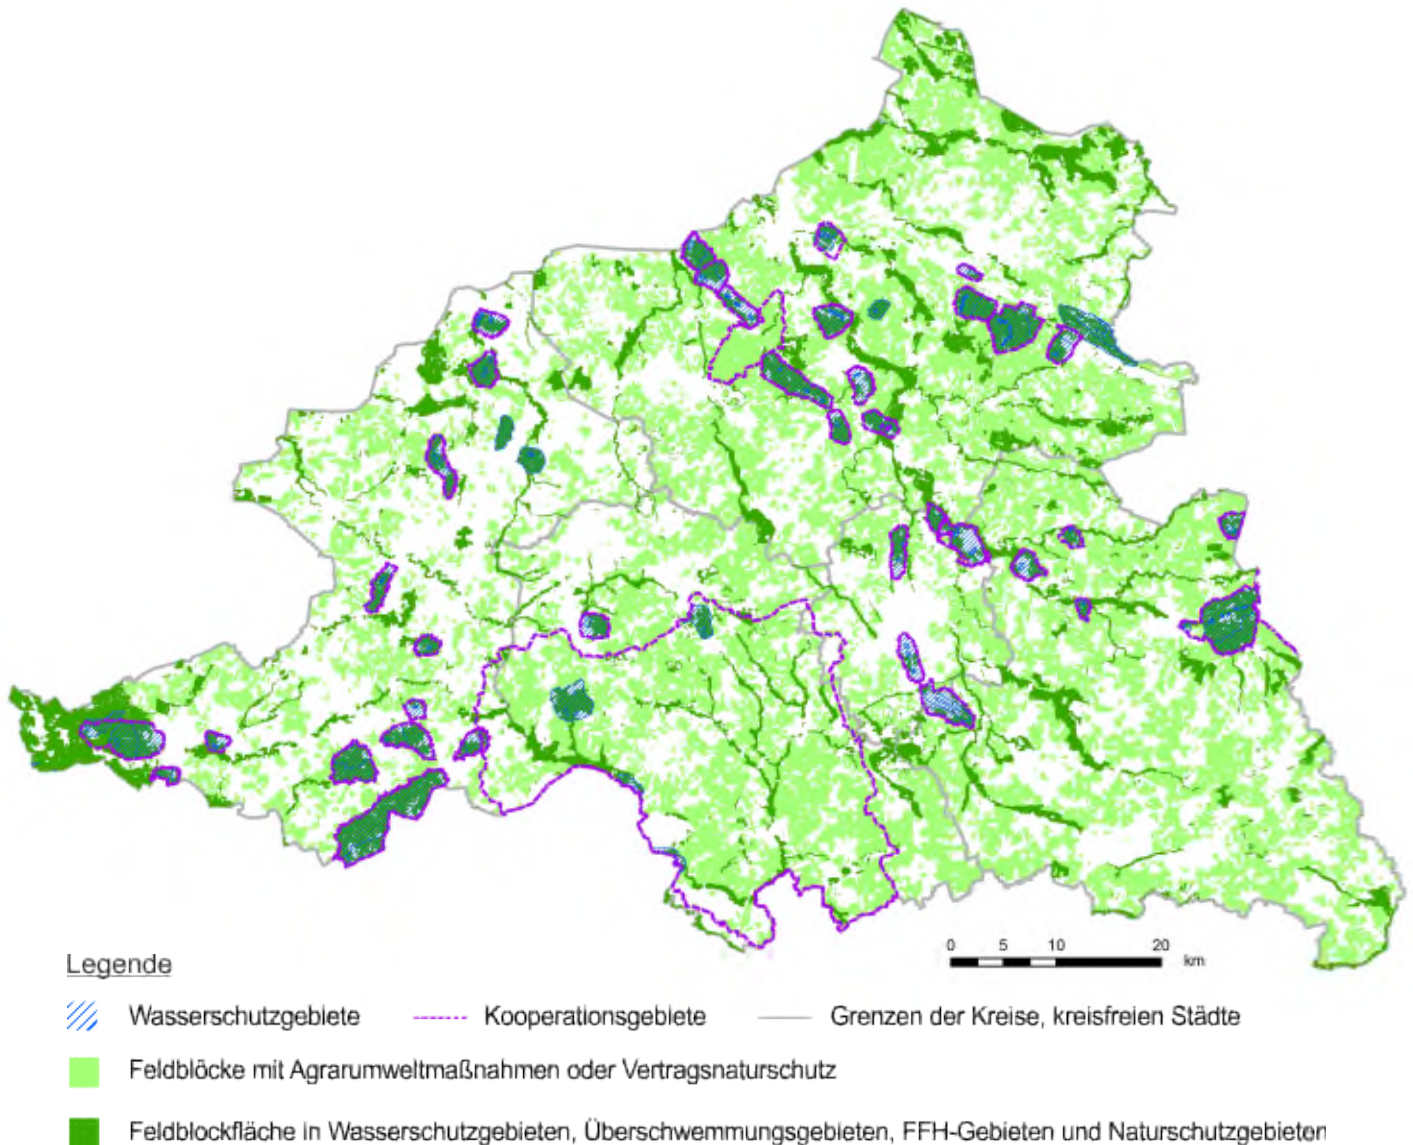 0 5 10 20
km
Legende
Wasserschutzgebiete Kooperationsgebiete Grenzen der Kreise, kreisfreien Städte
Feldblöcke mit Agrarumweltmaßnahmen oder Vertragsnaturschutz
Feldblockfläche in Wasserschutzgebieten, Überschwemmungsgebieten, FFH-Gebieten und Naturschutzgebieten